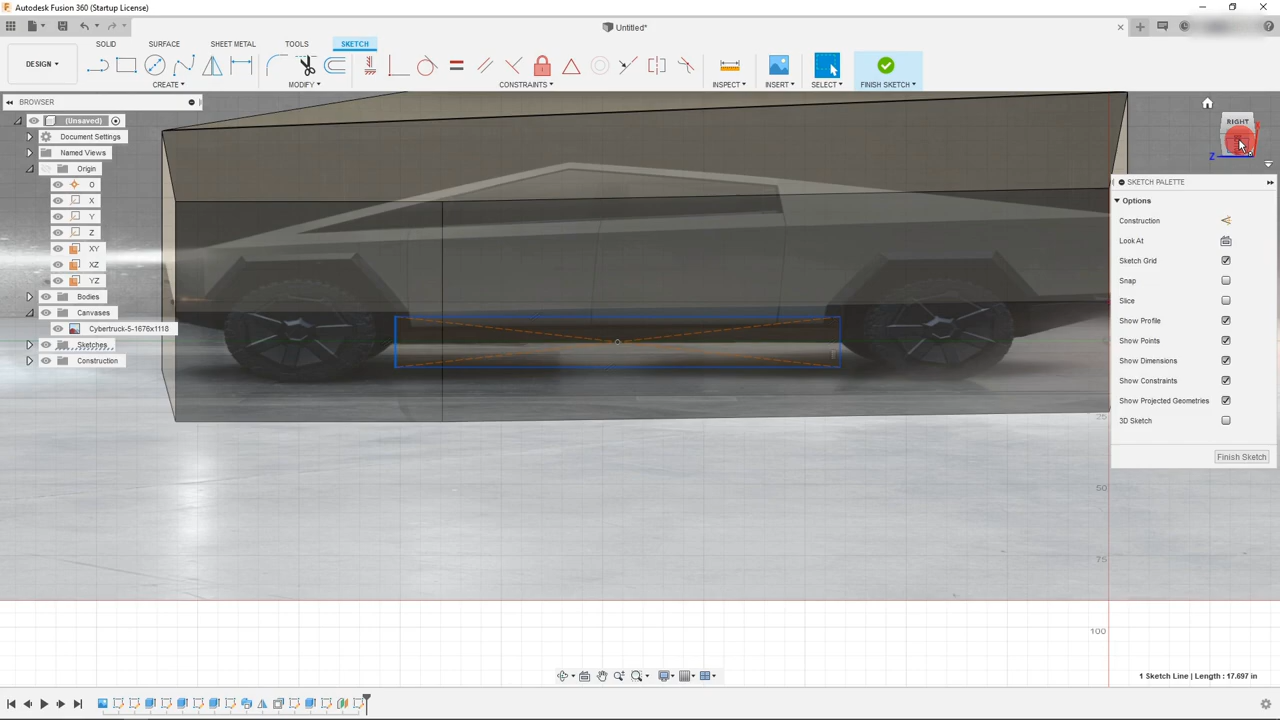 Autodesk Fusion 360 (Startup License)
Untitled*
SOLID SURFACE SHEET METAL TOOLS SKETCH
DESIGN
CREATE MODIFY CONSTRAINTS INSPECT INSERT SELECT FINISH SKETCH
BROWSER
(Unsaved)
Document Settings
Named Views
Origin
O
X
Y
Z
XY
XZ
YZ
Bodies
Canvases
Cybertruck-5-1676x1118
Sketches
Construction
RIGHT
Z
SKETCH PALETTE
Options
Construction
Look At
Sketch Grid
Snap
Slice
Show Profile
Show Points
Show Dimensions
Show Constraints
Show Projected Geometries
3D Sketch
Finish Sketch
25
50
75
100
1 Sketch Line | Length : 17.697 in